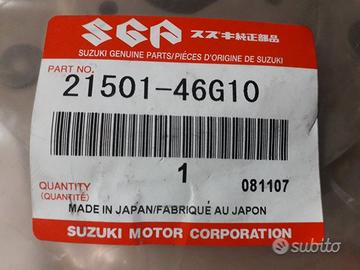 SGP スズキ純正部品
SUZUKI GENUINE PARTS/PIÈCES D'ORIGINE DE SUZUKI
PART NO.
21501-46G10
1
QUANTITY
(QUANTITÉ)
081107
MADE IN JAPAN/FABRIQUÉ AU JAPON
SUZUKI MOTOR CORPORATION
subito